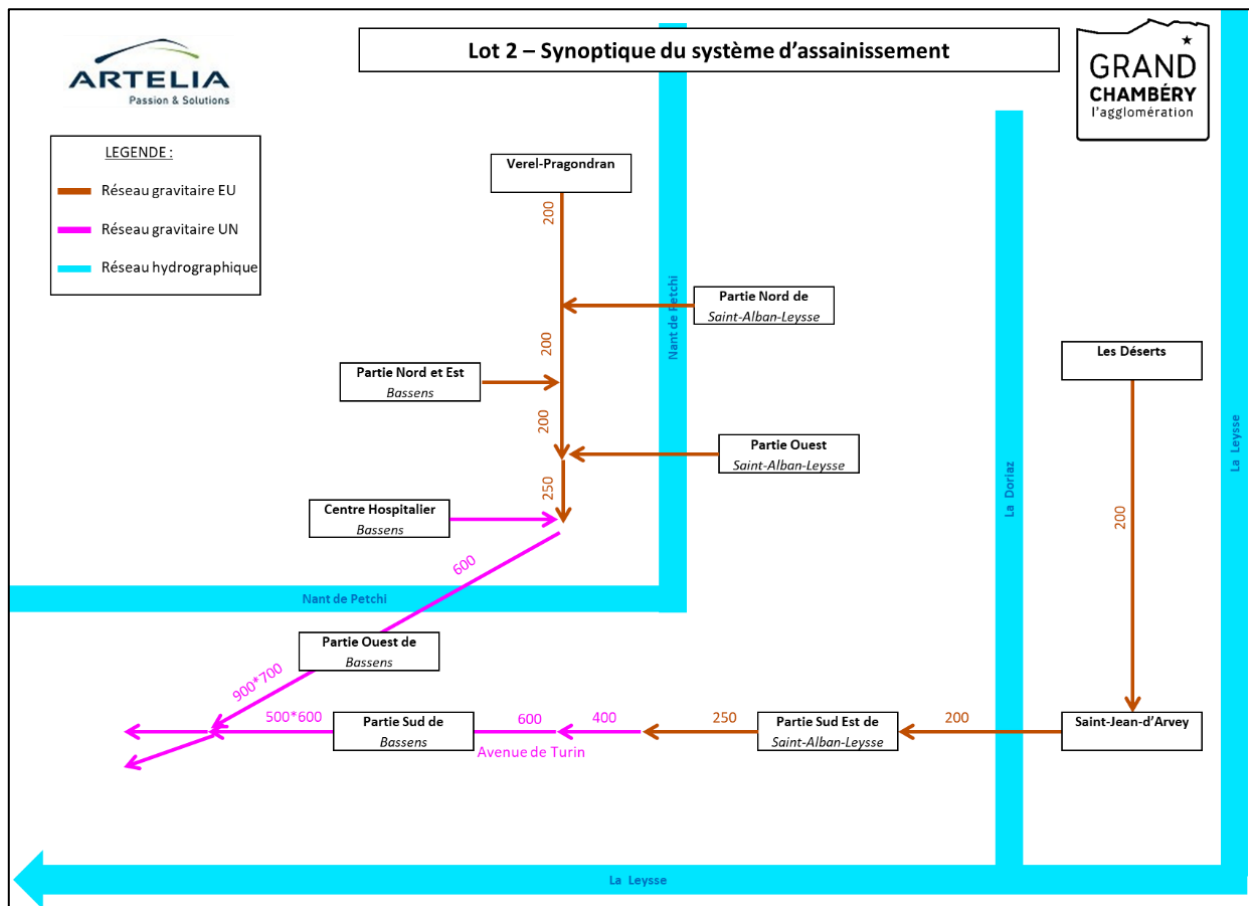 Lot 2 – Synoptique du système d’assainissement
ARTELIA
Passion & Solutions
GRAND
CHAMBÉRY
l’agglomération
LEGENDE :
Réseau gravitaire EU
Réseau gravitaire UN
Réseau hydrographique
Verel-Pragondran
200
Partie Nord de
Saint-Alban-Leysse
Nant de Petchi
200
Les Déserts
Partie Nord et Est
Bassens
200
Partie Ouest
Saint-Alban-Leysse
La Leysse
La Doriaz
250
200
Centre Hospitalier
Bassens
600
Nant de Petchi
Partie Ouest de
Bassens
900*700
500*600
Partie Sud de
Bassens
600
400
Avenue de Turin
250
Partie Sud Est de
Saint-Alban-Leysse
200
Saint-Jean-d’Arvey
La Leysse